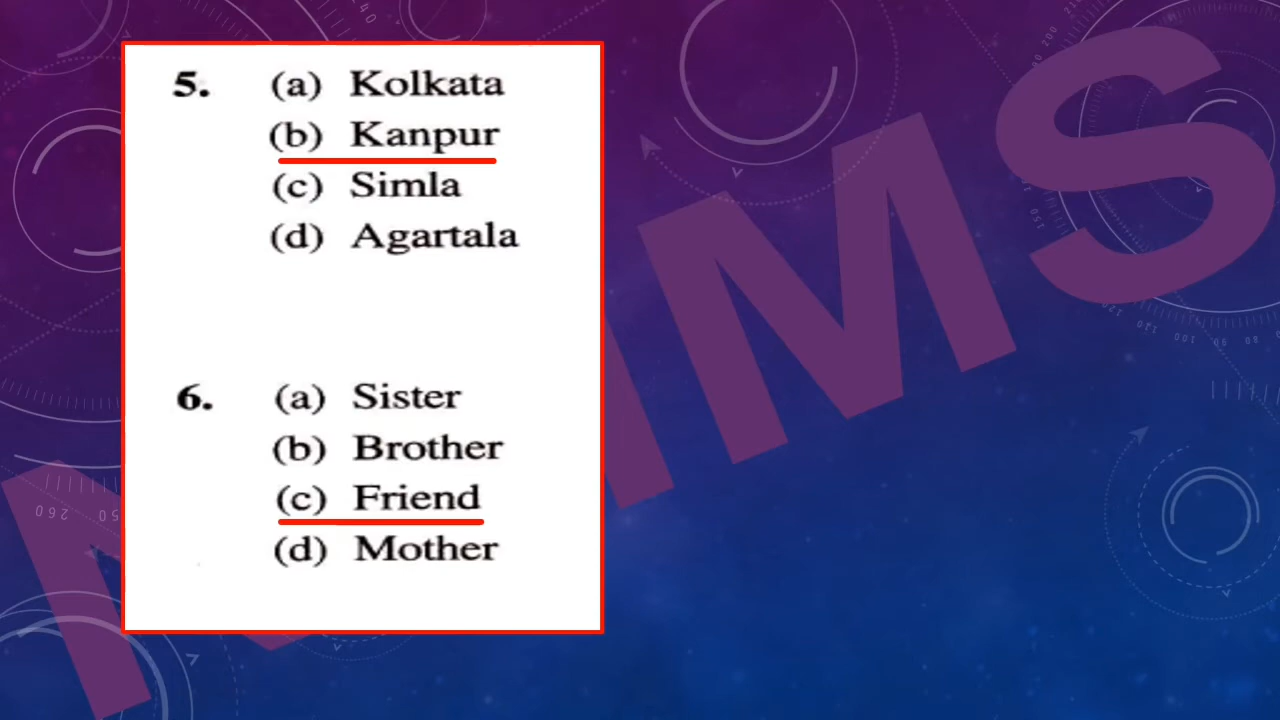 5. (a) Kolkata
(b) Kanpur
(c) Simla
(d) Agartala
6. (a) Sister
(b) Brother
(c) Friend
(d) Mother